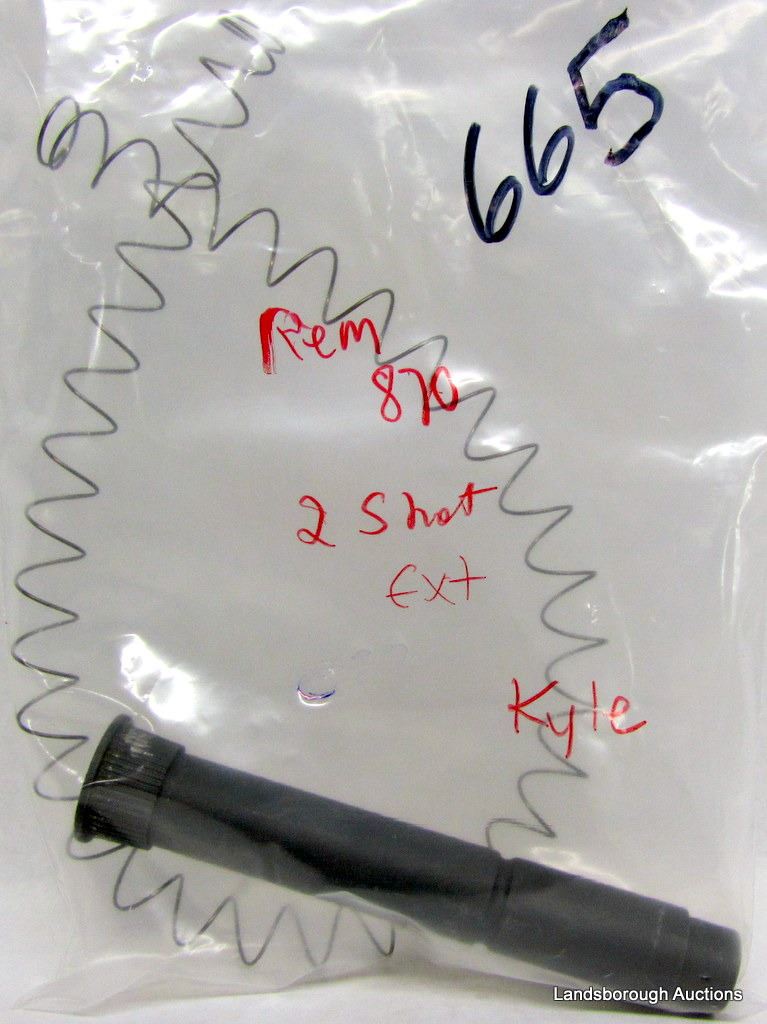 665
Rem
870
2 Shot
Ext
Kyle
Landsborough Auctions